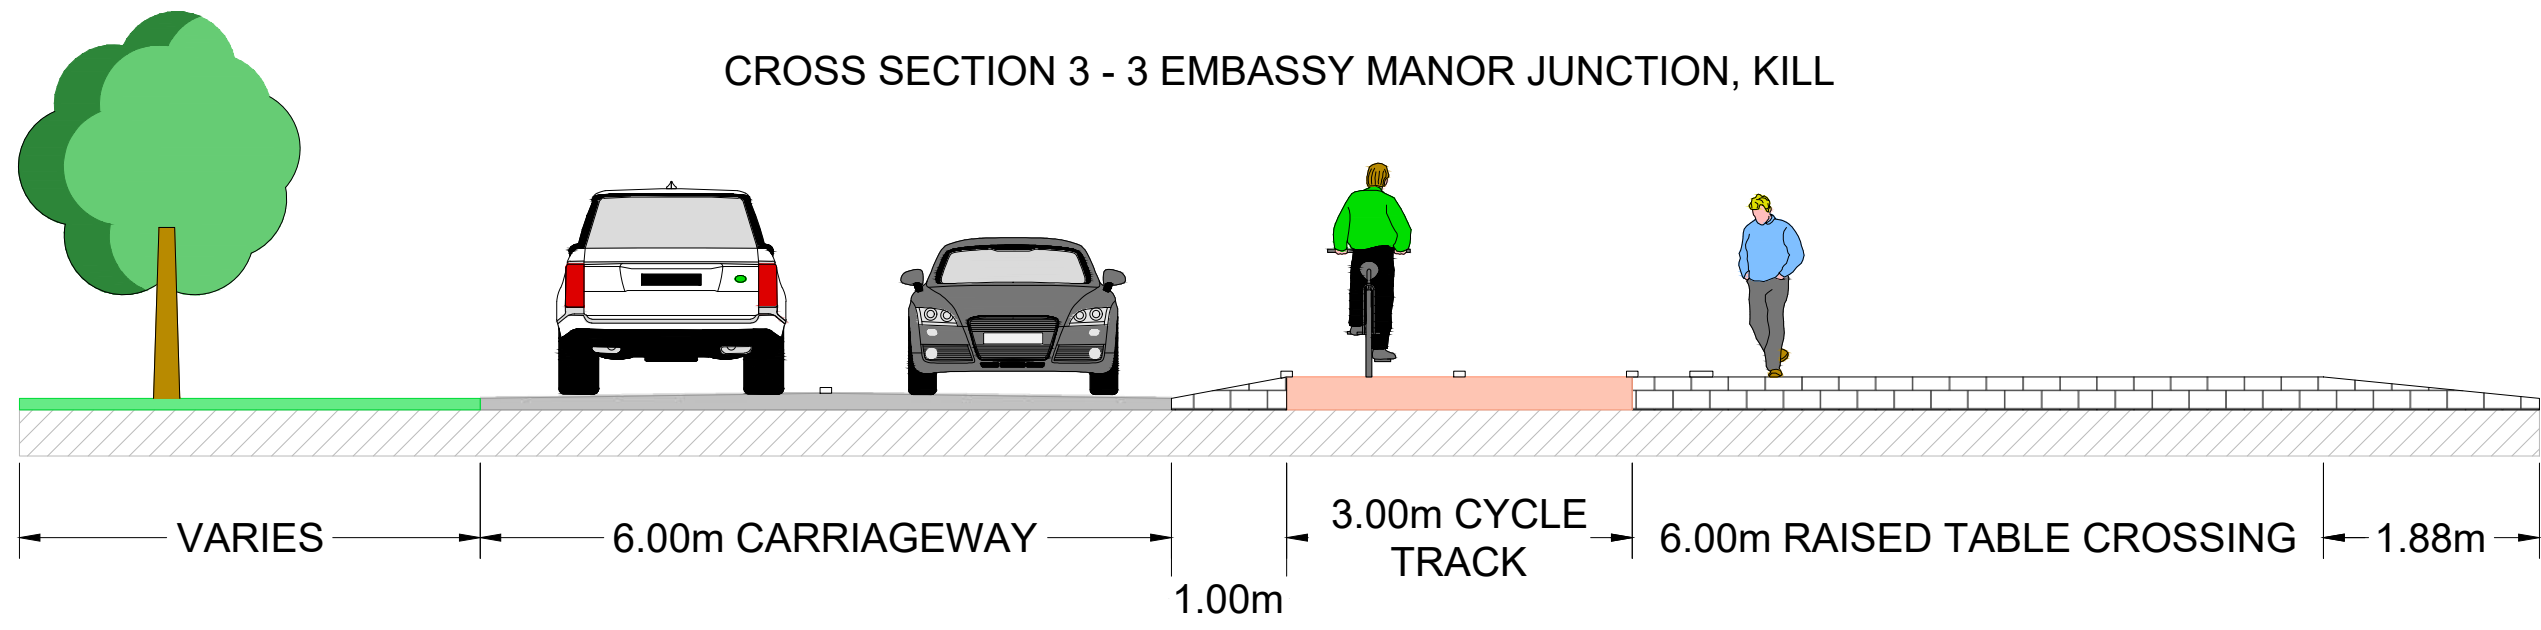 CROSS SECTION 3 - 3 EMBASSY MANOR JUNCTION, KILL
VARIES
6.00m CARRIAGEWAY
1.00m
3.00m CYCLE
TRACK
6.00m RAISED TABLE CROSSING
1.88m